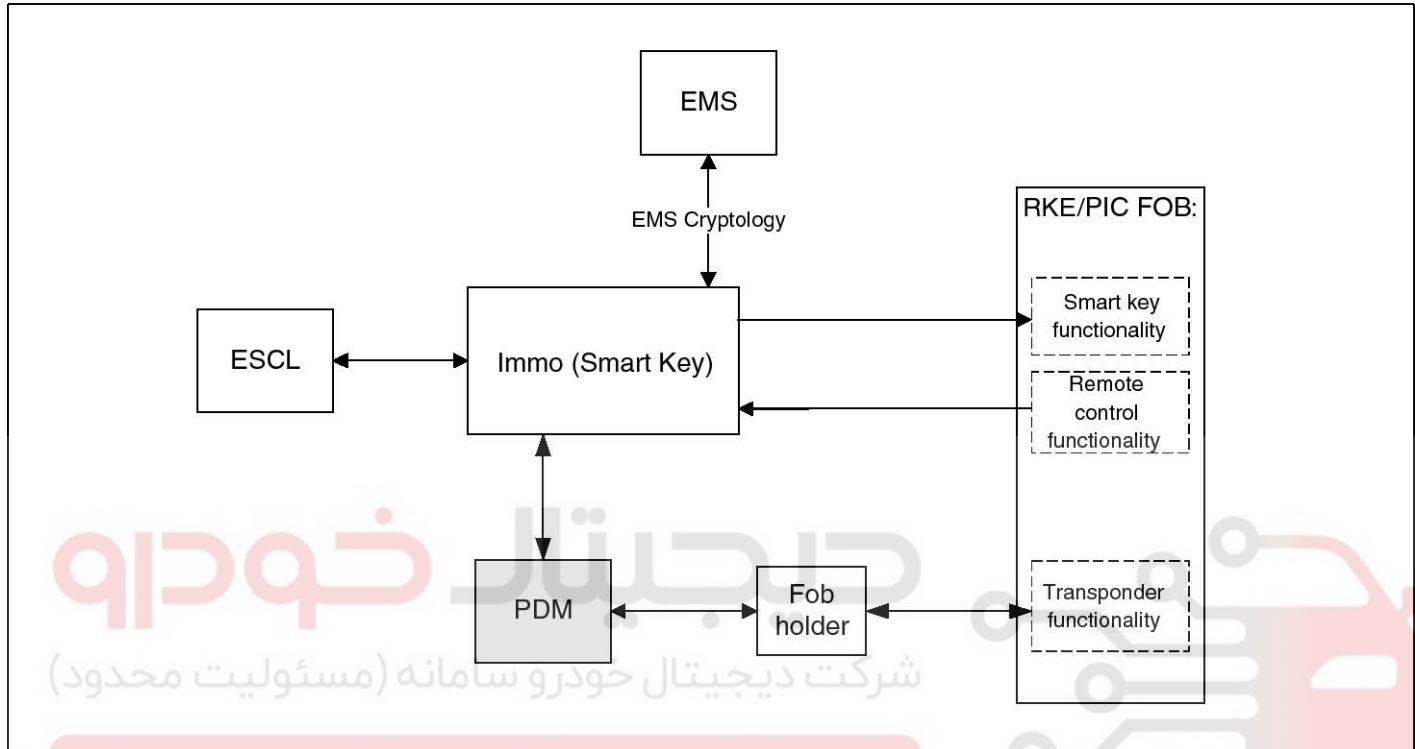 EMS
EMS Cryptology
RKE/PIC FOB:
Smart key
functionality
ESCL
Immo (Smart Key)
Remote
control
functionality
PDM
Fob
holder
Transponder
functionality
دیجیتال خودرو
شرکت دیجیتال خودرو سامانه (مسئولیت محدود)